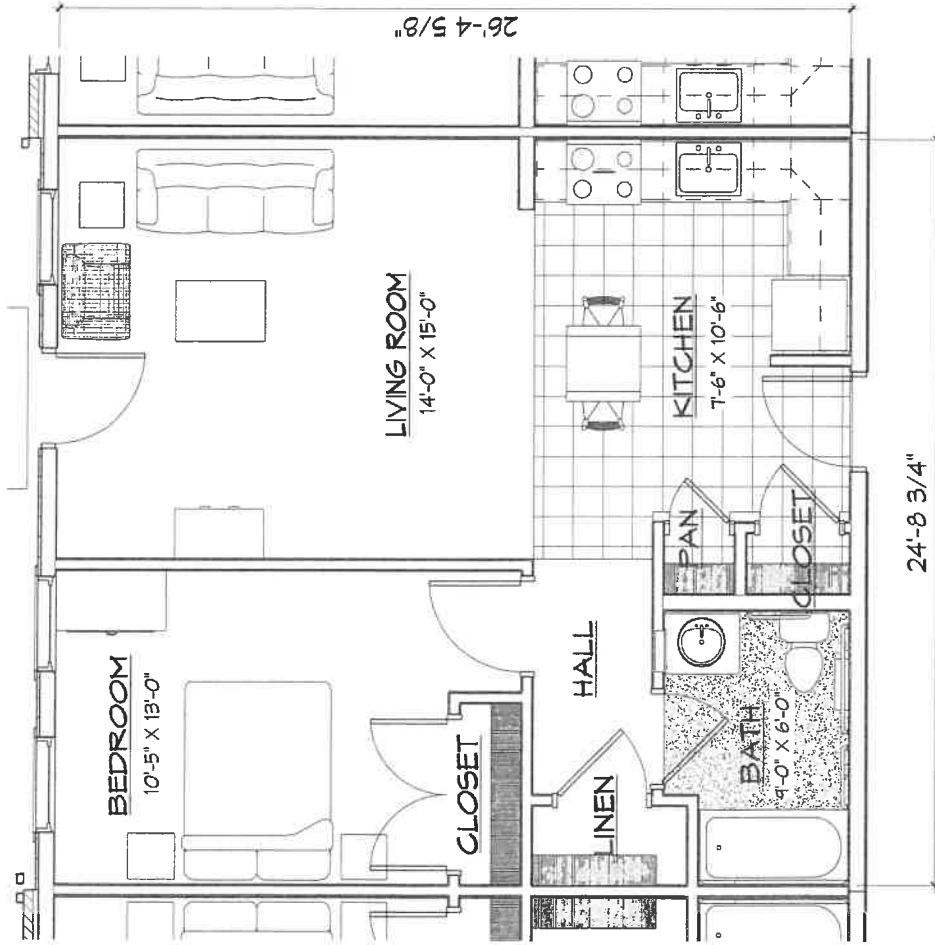 26'-4 5/8"
LIVING ROOM
14'-0" X 15'-0"
KITCHEN
7'-6" X 10'-6"
BEDROOM
10'-5" X 13'-0"
CLOSET
HALL
LINEN
PAN
CLOSET
BATH
9'-0" X 6'-0"
24'-8 3/4"